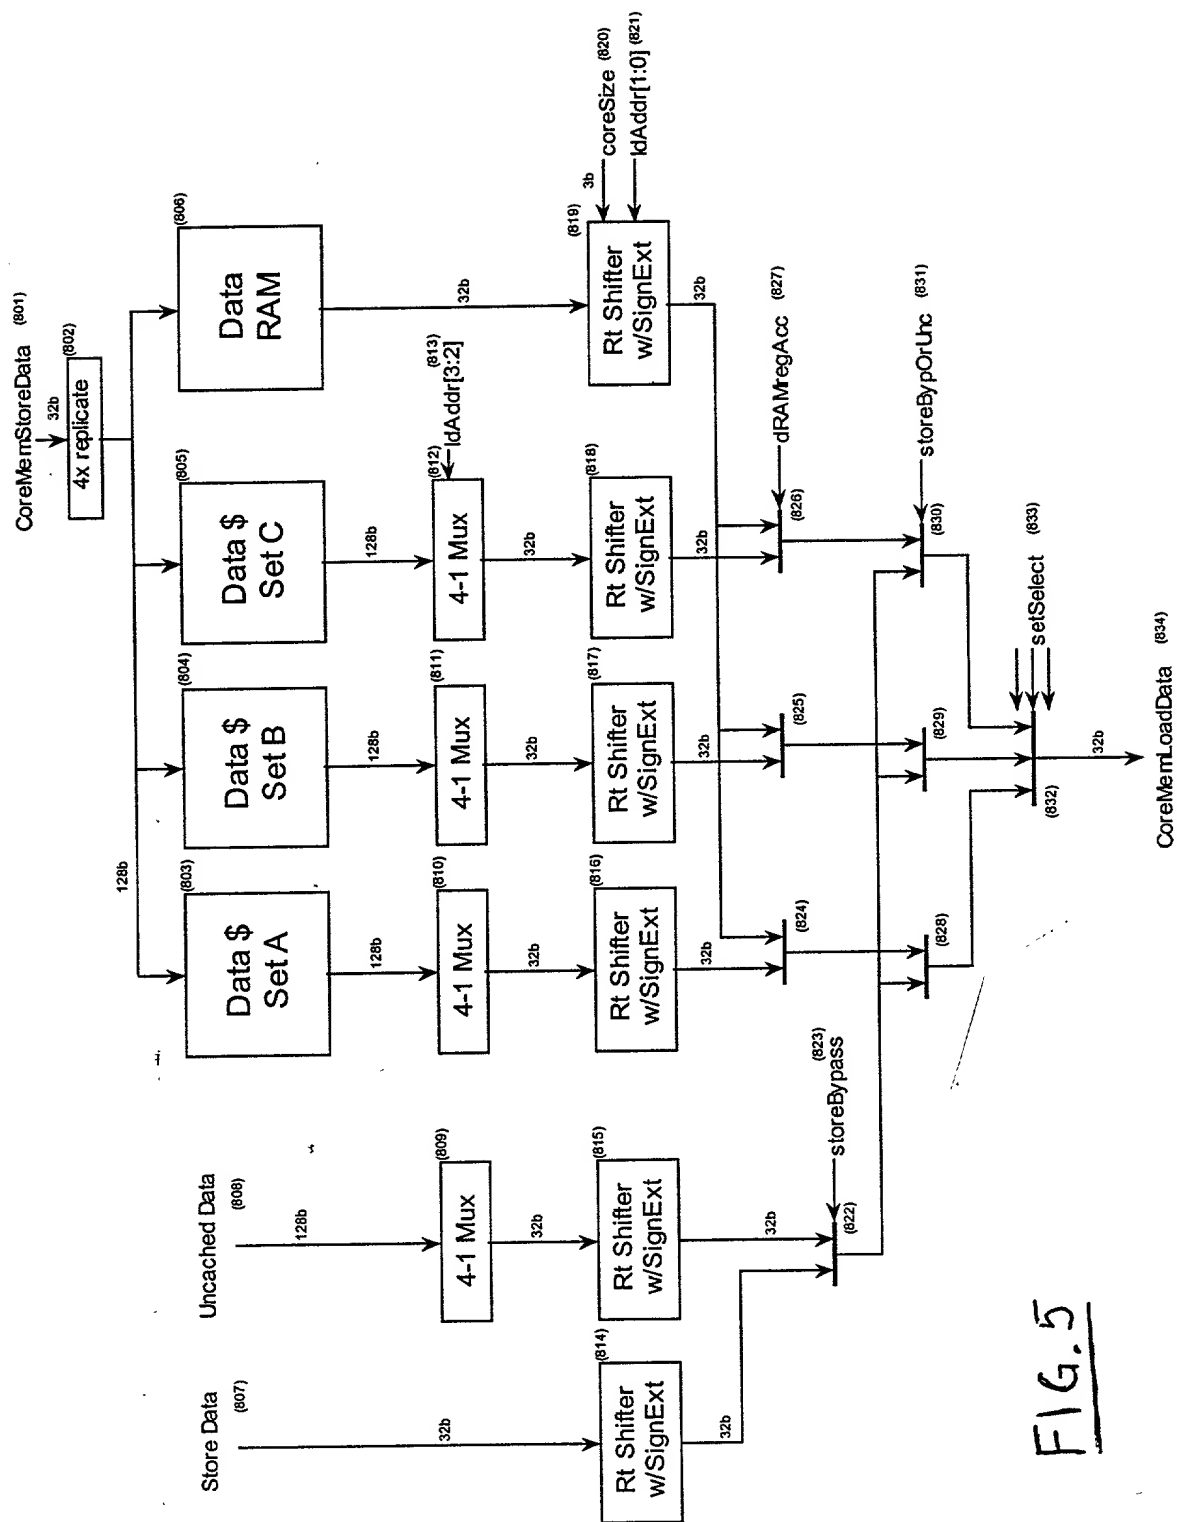 CoreMemStoreData (801)
32b
(802)
4x replicate
128b
(803)
Data $
Set A
(804)
Data $
Set B
(805)
Data $
Set C
(806)
Data
RAM
Store Data
(807)
Uncached Data
(808)
128b
128b
128b
128b
32b
(809)
4-1 Mux
(810)
4-1 Mux
(811)
4-1 Mux
(812)
4-1 Mux
ldAddr[3:2]
(813)
32b
32b
32b
32b
32b
(814)
Rt Shifter
w/SignExt
(815)
Rt Shifter
w/SignExt
(816)
Rt Shifter
w/SignExt
(817)
Rt Shifter
w/SignExt
(818)
Rt Shifter
w/SignExt
(819)
Rt Shifter
w/SignExt
3b
coreSize (820)
ldAddr[1:0] (821)
32b
32b
32b
32b
32b
32b
storeBypass
(823)
(822)
(824)
(825)
(826)
dRAMregAcc (827)
(828)
(829)
(830)
storeBypOrUnc (831)
(832)
setSelect (833)
32b
CoreMemLoadData (834)
FIG. 5